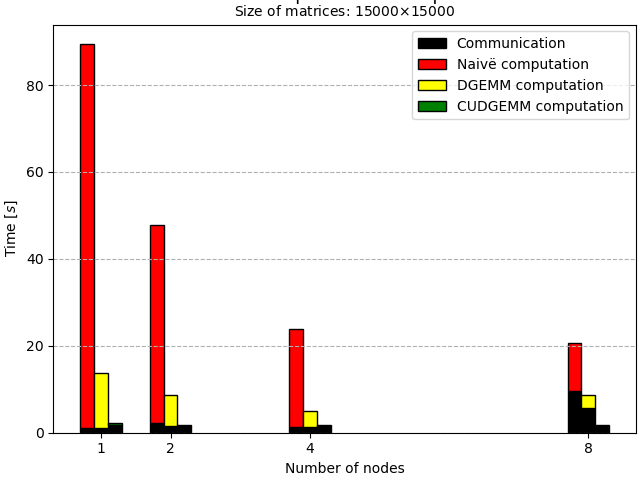 Size of matrices: 15000×15000
Communication
Naivë computation
DGEMM computation
CUDGEMM computation
Time [s]
80
60
40
20
0
1 2 4 8
Number of nodes